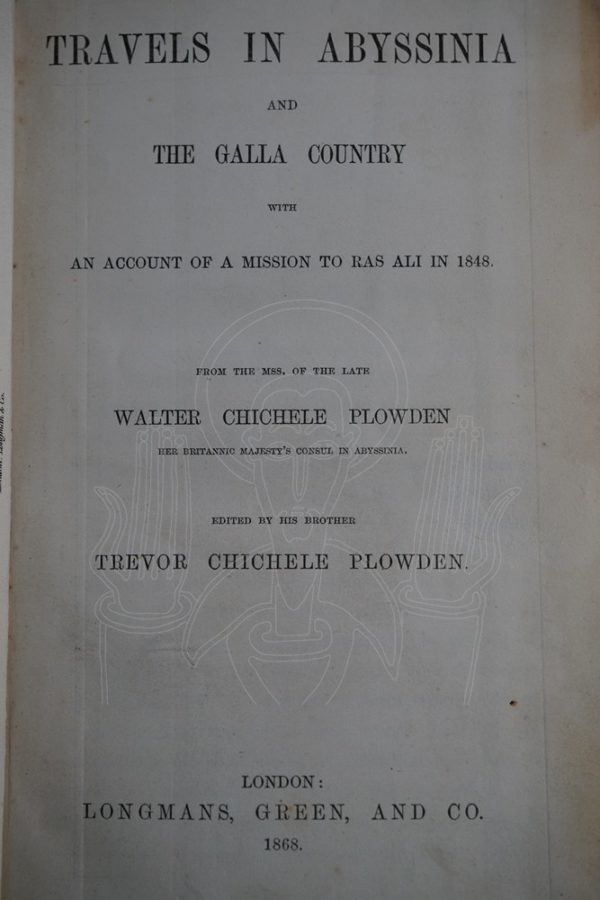 TRAVELS IN ABYSSINIA
AND
THE GALLA COUNTRY
WITH
AN ACCOUNT OF A MISSION TO RAS ALI IN 1848.
FROM THE MSS. OF THE LATE
WALTER CHICHELE PLOWDEN
HER BRITANNIC MAJESTY'S CONSUL IN ABYSSINIA.
EDITED BY HIS BROTHER
TREVOR CHICHELE PLOWDEN.
LONDON:
LONGMANS, GREEN, AND CO.
1868.